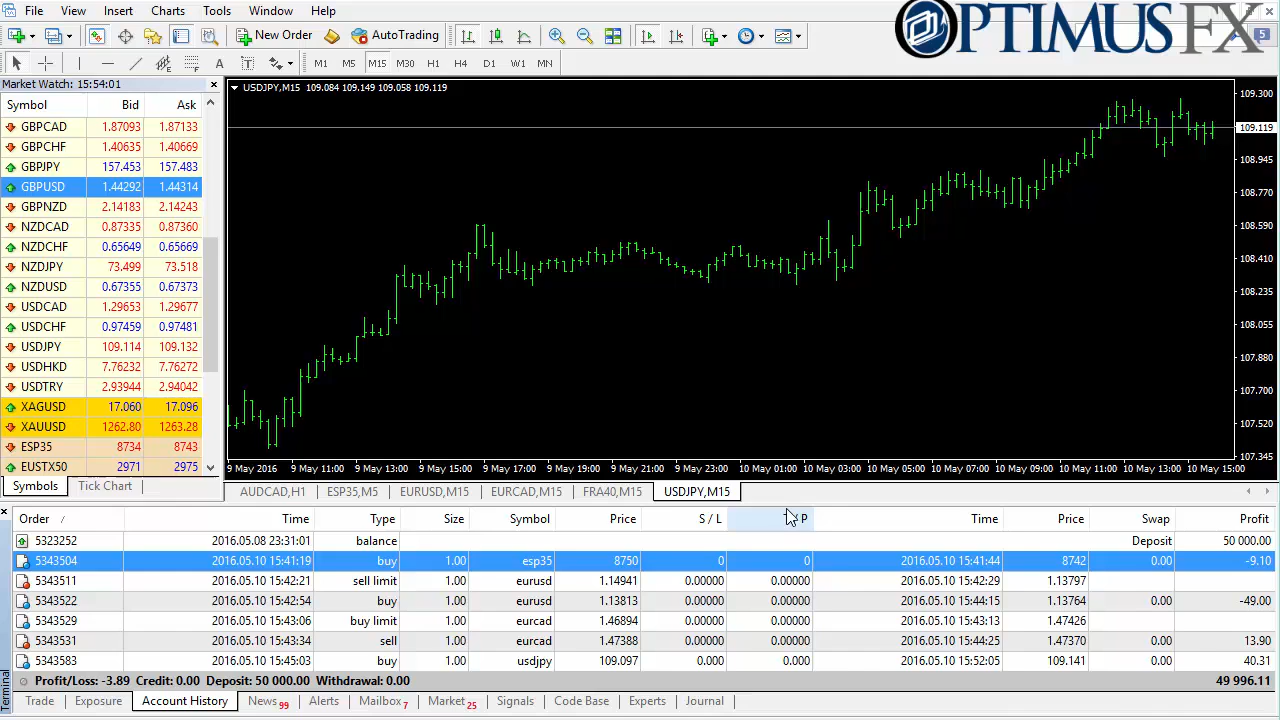 File View Insert Charts Tools Window Help
OPTIMUSFX
5
New Order AutoTrading
A T M1 M5 M15 M30 H1 H4 D1 W1 MN
Market Watch: 15:54:01
Symbol Bid Ask
GBPCAD 1.87093 1.87133
GBPCHF 1.40635 1.40669
GBPJPY 157.453 157.483
GBPUSD 1.44292 1.44314
GBPNZD 2.14183 2.14243
NZDCAD 0.87335 0.87360
NZDCHF 0.65649 0.65669
NZDJPY 73.499 73.518
NZDUSD 0.67355 0.67373
USDCAD 1.29653 1.29677
USDCHF 0.97459 0.97481
USDJPY 109.114 109.132
USDHKD 7.76232 7.76272
USDTRY 2.93944 2.94042
XAGUSD 17.060 17.096
XAUUSD 1262.80 1263.28
ESP35 8734 8743
EUSTX50 2971 2975
Symbols Tick Chart
USDJPY,M15 109.084 109.149 109.058 109.119
109.300
109.119
108.945
108.770
108.590
108.410
108.235
108.055
107.880
107.700
107.520
107.345
9 May 2016 9 May 11:00 9 May 13:00 9 May 15:00 9 May 17:00 9 May 19:00 9 May 21:00 9 May 23:00 10 May 01:00 10 May 03:00 10 May 05:00 10 May 07:00 10 May 09:00 10 May 11:00 10 May 13:00 10 May 15:00
AUDCAD,H1 ESP35,M5 EURUSD,M15 EURCAD,M15 FRA40,M15 USDJPY,M15
Order / Time Type Size Symbol Price S / L P Time Price Swap Profit
5323252 2016.05.08 23:31:01 balance Deposit 50 000.00
5343504 2016.05.10 15:41:19 buy 1.00 esp35 8750 0 0 2016.05.10 15:41:44 8742 0.00 -9.10
5343511 2016.05.10 15:42:21 sell limit 1.00 eurusd 1.14941 0.00000 0.00000 2016.05.10 15:42:29 1.13797
5343522 2016.05.10 15:42:54 buy 1.00 eurusd 1.13813 0.00000 0.00000 2016.05.10 15:44:15 1.13764 0.00 -49.00
5343529 2016.05.10 15:43:06 buy limit 1.00 eurcad 1.46894 0.00000 0.00000 2016.05.10 15:43:13 1.47426
5343531 2016.05.10 15:43:34 sell 1.00 eurcad 1.47388 0.00000 0.00000 2016.05.10 15:44:25 1.47370 0.00 13.90
5343583 2016.05.10 15:45:03 buy 1.00 usdjpy 109.097 0.000 0.000 2016.05.10 15:52:05 109.141 0.00 40.31
Profit/Loss: -3.89 Credit: 0.00 Deposit: 50 000.00 Withdrawal: 0.00 49 996.11
Terminal
Trade Exposure Account History News 99 Alerts Mailbox 7 Market 25 Signals Code Base Experts Journal